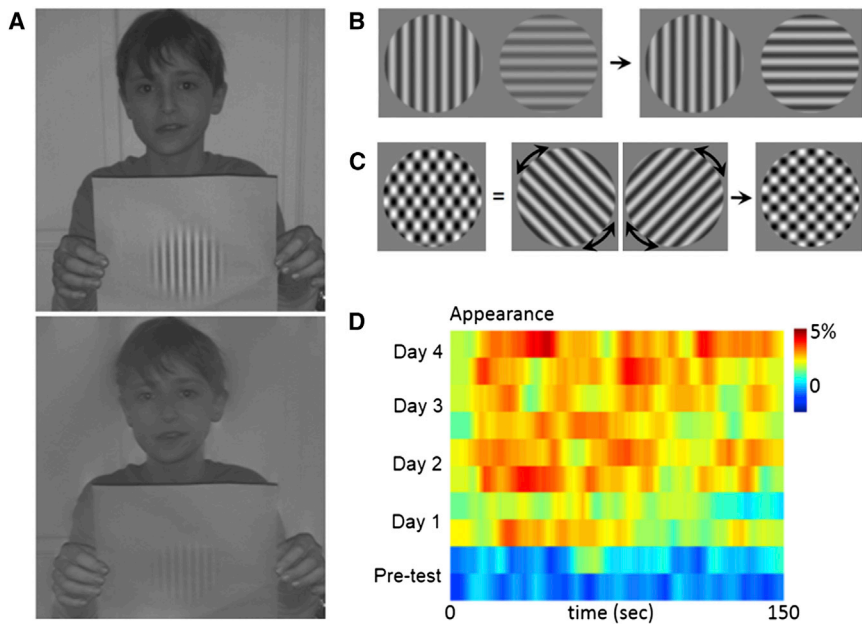 A
B
C
=
D
Appearance
5%
0
Day 4
Day 3
Day 2
Day 1
Pre-test
0 time (sec) 150